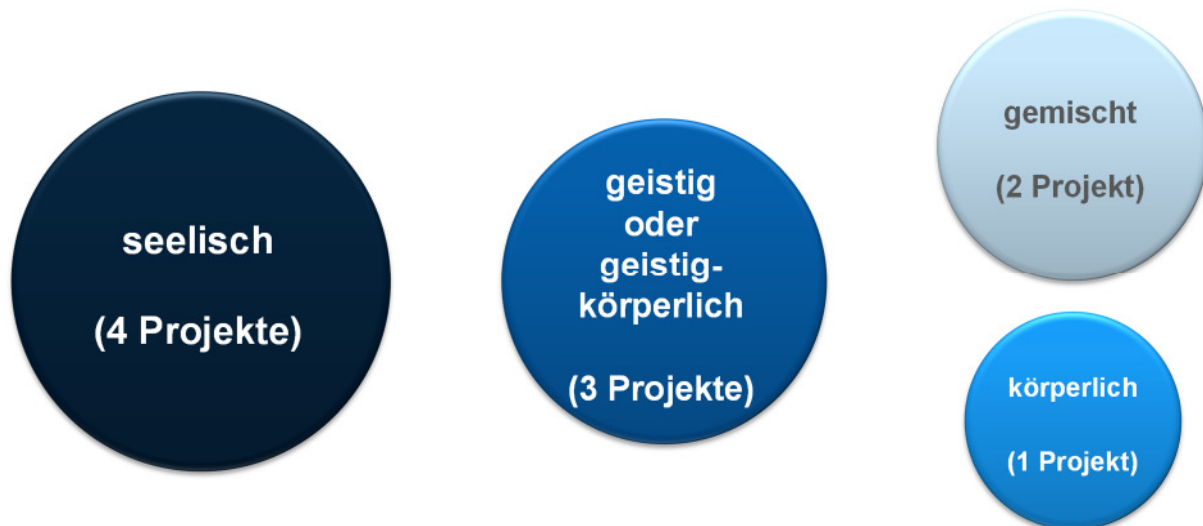 seelisch
(4 Projekte)
geistig
oder
geistig-
körperlich
(3 Projekte)
gemischt
(2 Projekt)
körperlich
(1 Projekt)